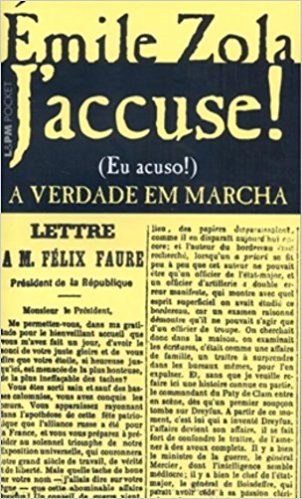 Émile Zola
J'accuse!
(Eu acuso!)
A VERDADE EM MARCHA
L&PM POCKET
LETTRE
A M. FÉLIX FAURE
Président de la République
Monsieur le Président,
Me permettez-vous, dans ma grati-
tude pour le bienveillant accueil que
vous m'avez fait un jour, d'avoir le
souci de votre juste gloire et de vous
dire que votre étoile, si heureuse jus-
qu'ici, est menacée de la plus honteuse,
de la plus ineffaçable des taches?
Vous êtes sorti sain et sauf des bas-
ses calomnies, vous avez conquis les
cœurs. Vous apparaissez rayonnant
dans l'apothéose de cette fête patrio-
tique que l'alliance russe a été pour
la France, et vous vous préparez à pré-
sider au solennel triomphe de notre
Exposition universelle, qui couronnera
notre grand siècle de travail, de vérité
et de liberté. Mais quelle tache de boue
sur votre nom — j'allais dire sur votre
règne — que cette abominable affaire
lieu, des papiers disparaissaient,
comme il en disparaît aujourd'hui
et l'auteur du bordereau était
recherché, lorsqu'un a priori se fit
peu à peu que cet auteur ne pouvait
être qu'un officier de l'état-major, et
un officier d'artillerie : double er-
reur manifeste, qui montre avec quel
esprit superficiel on avait étudié ce
bordereau, car un examen raisonné
démontre qu'il ne pouvait s'agir que
d'un officier de troupe. On cherchait
donc dans la maison, on examinait
les écritures, c'était comme une affaire
de famille, un traître à surprendre
dans les bureaux mêmes, pour l'en
expulser. Et, sans que je veuille re-
faire ici une histoire connue en partie,
le commandant du Paty de Clam entre
en scène, dès qu'un premier soupçon
tombe sur Dreyfus. A partir de ce mo-
ment, c'est lui qui a inventé Dreyfus,
l'affaire devient son affaire, il se fait
fort de confondre le traître, de l'ame-
ner à des aveux complets. Il y a bien
le ministre de la guerre, le général
Mercier, dont l'intelligence semble
médiocre; il y a bien le chef de l'état-
major, le général de Boisdeffre, qui